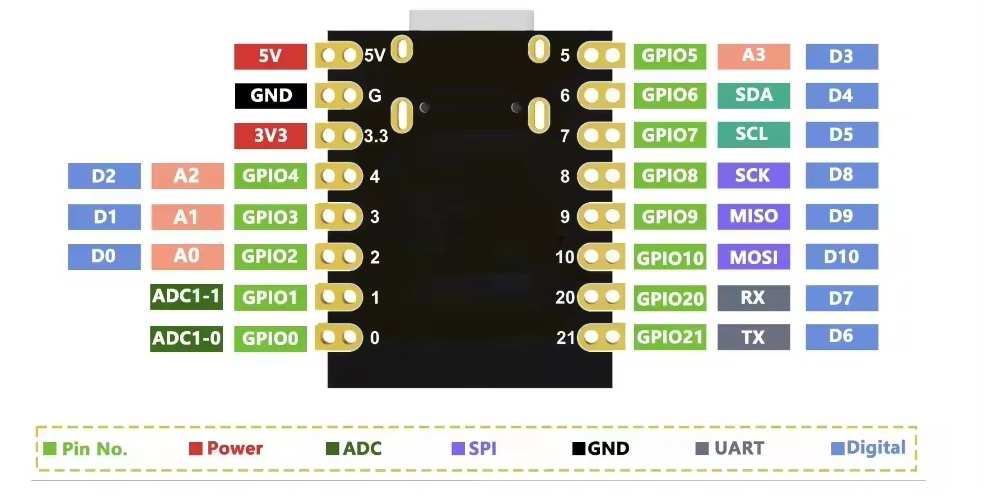 5V 5V 5 GPIO5 A3 D3
GND G 6 GPIO6 SDA D4
3V3 3.3 7 GPIO7 SCL D5
D2 A2 GPIO4 4 8 GPIO8 SCK D8
D1 A1 GPIO3 3 9 GPIO9 MISO D9
D0 A0 GPIO2 2 10 GPIO10 MOSI D10
ADC1-1 GPIO1 1 20 GPIO20 RX D7
ADC1-0 GPIO0 0 21 GPIO21 TX D6
Pin No. Power ADC SPI GND UART Digital